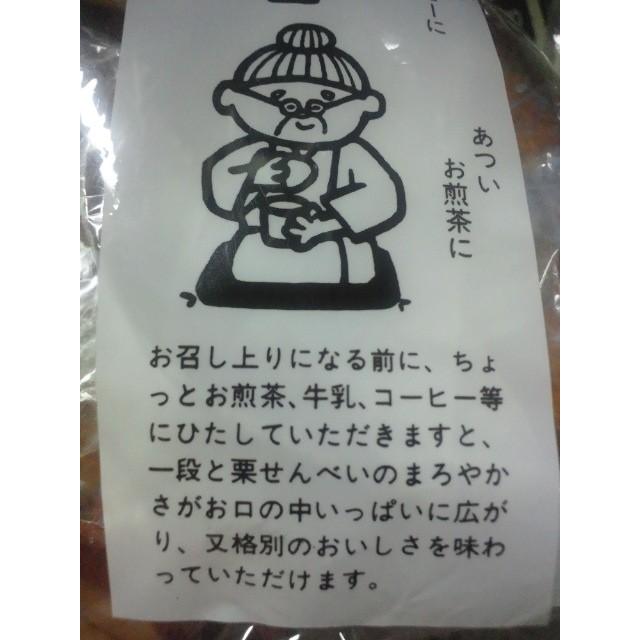 ーに
あつい
お煎茶に
お召し上りになる前に、ちょ
っとお煎茶、牛乳、コーヒー等
にひたしていただきますと、
一段と栗せんべいのまろやか
さがお口の中いっぱいに広が
り、又格別のおいしさを味わ
っていただけます。